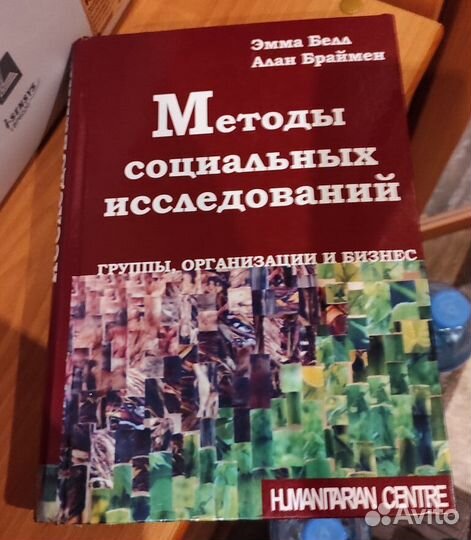 Эмма Белл
Алан Браймен
Методы
социальных
исследований
ГРУППЫ, ОРГАНИЗАЦИИ И БИЗНЕС
HUMANITARIAN CENTRE
Avito